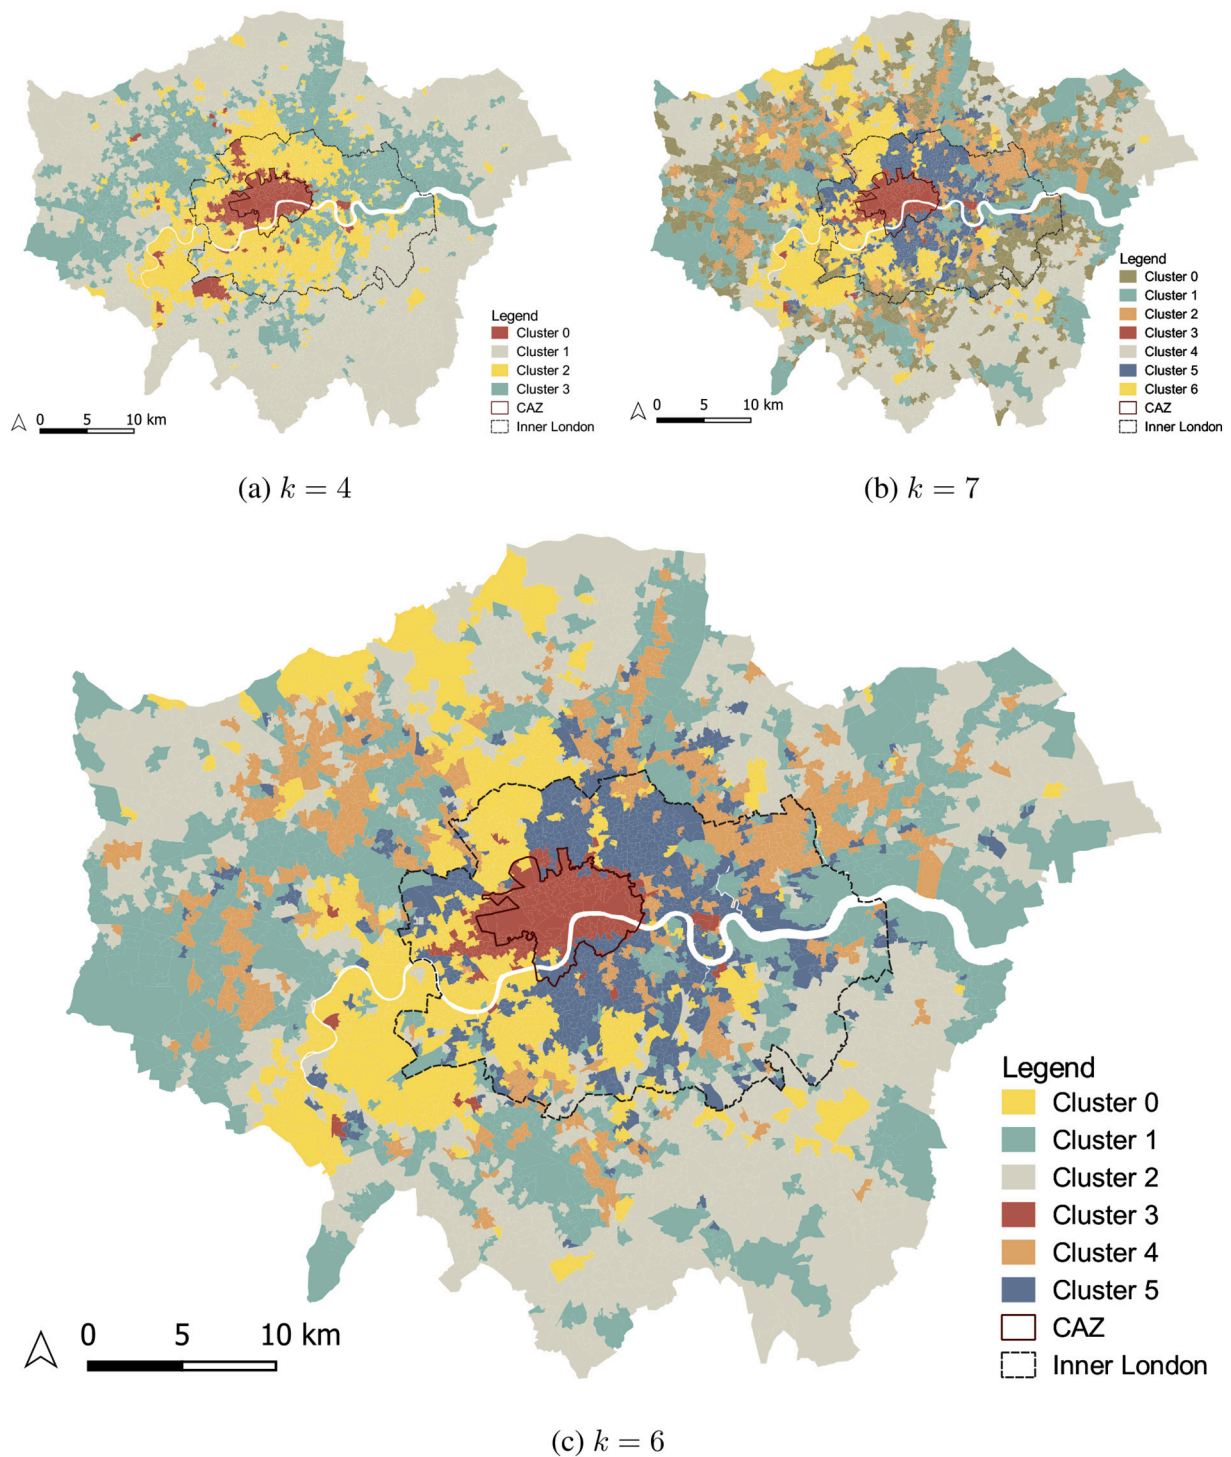 Legend
Cluster 0
Cluster 1
Cluster 2
Cluster 3
CAZ
Inner London
0 5 10 km
(a) k = 4
Legend
Cluster 0
Cluster 1
Cluster 2
Cluster 3
Cluster 4
Cluster 5
Cluster 6
CAZ
Inner London
0 5 10 km
(b) k = 7
Legend
Cluster 0
Cluster 1
Cluster 2
Cluster 3
Cluster 4
Cluster 5
CAZ
Inner London
0 5 10 km
(c) k = 6